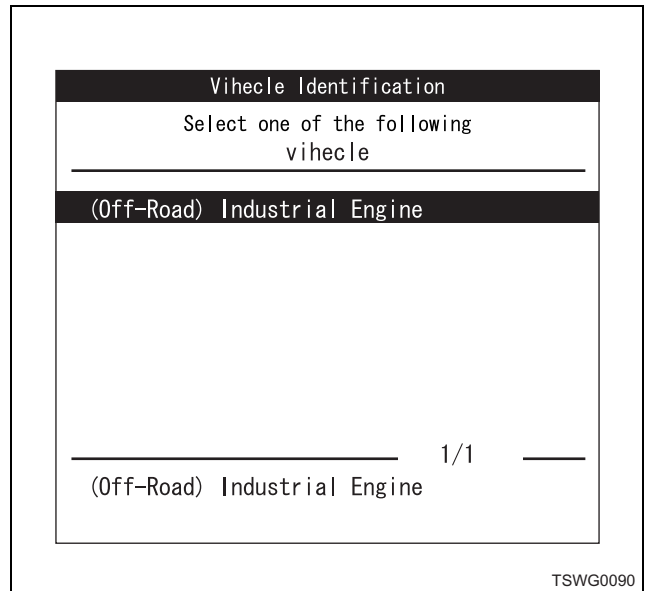 Vihecle Identification
Select one of the following
vihecle
(Off-Road) Industrial Engine
1/1
(Off-Road) Industrial Engine
TSWG0090